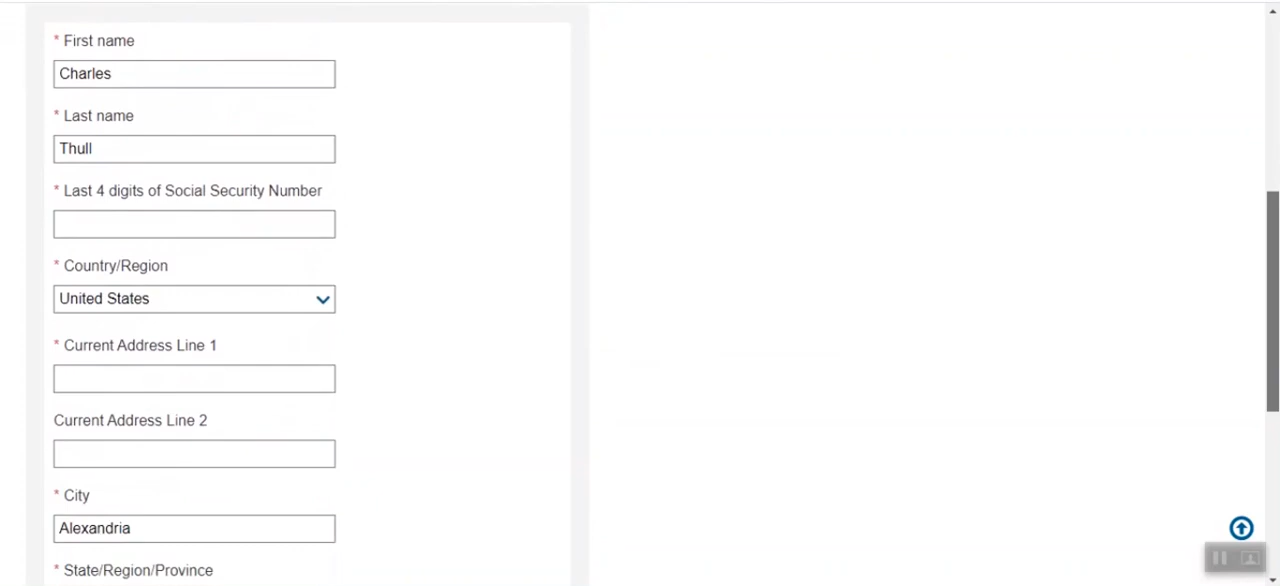 * First name
Charles
* Last name
Thull
* Last 4 digits of Social Security Number
* Country/Region
United States
* Current Address Line 1
Current Address Line 2
* City
Alexandria
* State/Region/Province